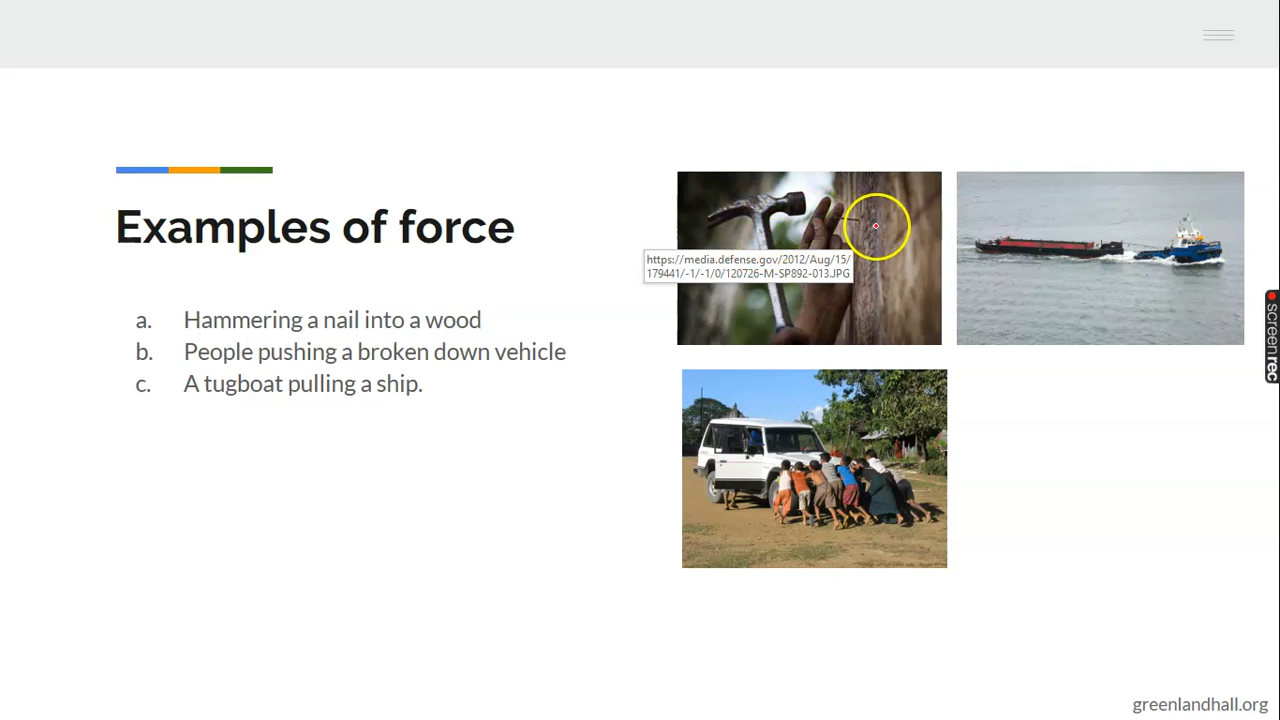 Examples of force
a. Hammering a nail into a wood
b. People pushing a broken down vehicle
c. A tugboat pulling a ship.
https://media.defense.gov/2012/Aug/15/
179441/-1/-1/0/120726-M-SP892-013.JPG
screenrec
greenlandhall.org